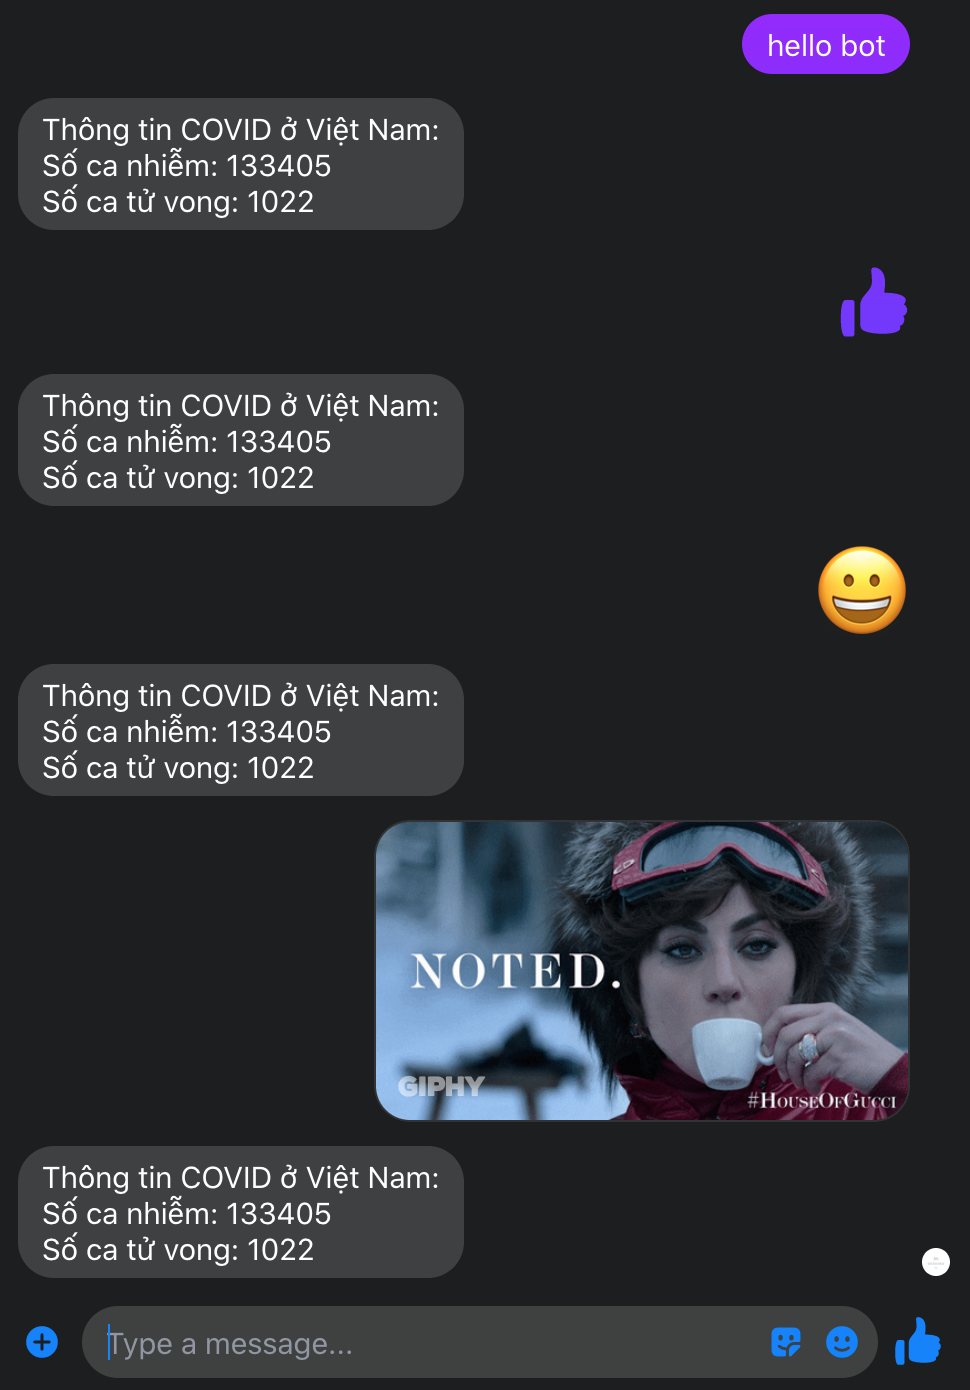 hello bot
Thông tin COVID ở Việt Nam:
Số ca nhiễm: 133405
Số ca tử vong: 1022
Thông tin COVID ở Việt Nam:
Số ca nhiễm: 133405
Số ca tử vong: 1022
Thông tin COVID ở Việt Nam:
Số ca nhiễm: 133405
Số ca tử vong: 1022
NOTED.
GIPHY
#HOUSEOFGUCCI
Thông tin COVID ở Việt Nam:
Số ca nhiễm: 133405
Số ca tử vong: 1022
Type a message...